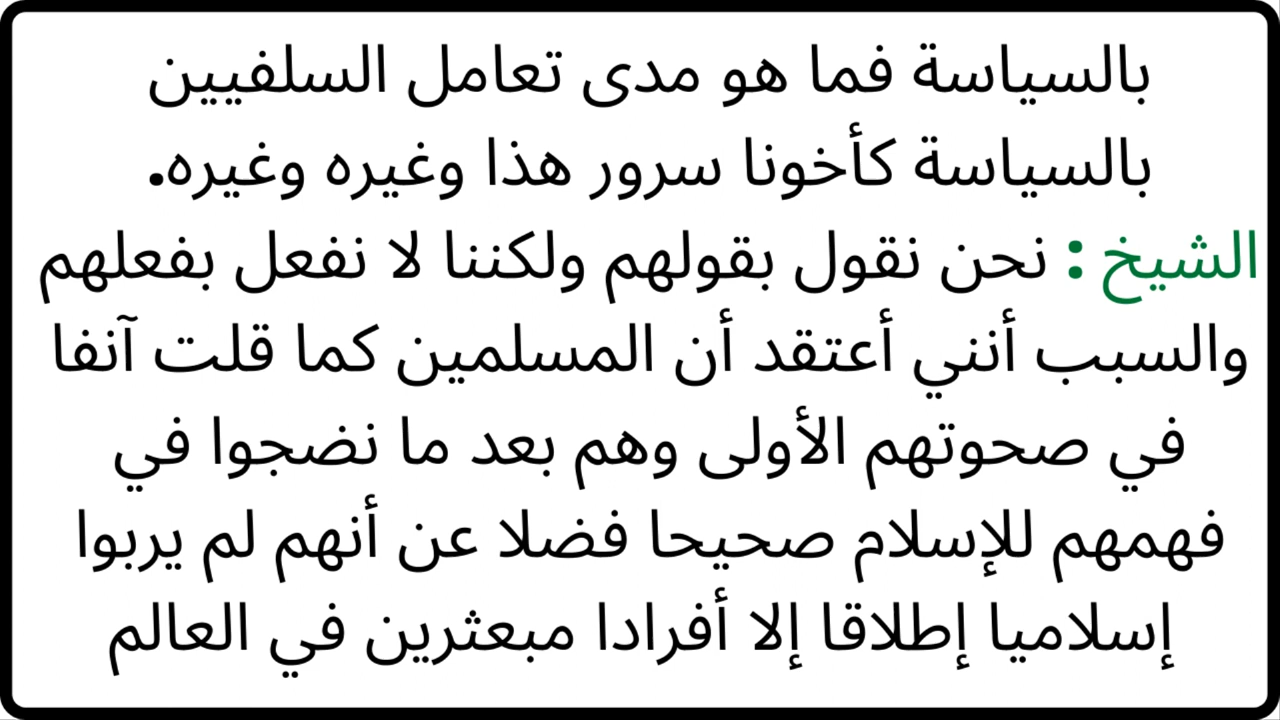 بالسياسة فما هو مدى تعامل السلفيين
بالسياسة كأخونا سرور هذا وغيره وغيره.
الشيخ : نحن نقول بقولهم ولكننا لا نفعل بفعلهم
والسبب أنني أعتقد أن المسلمين كما قلت آنفا
في صحوتهم الأولى وهم بعد ما نضجوا في
فهمهم للإسلام صحيحا فضلا عن أنهم لم يربوا
إسلاميا إطلاقا إلا أفرادا مبعثرين في العالم